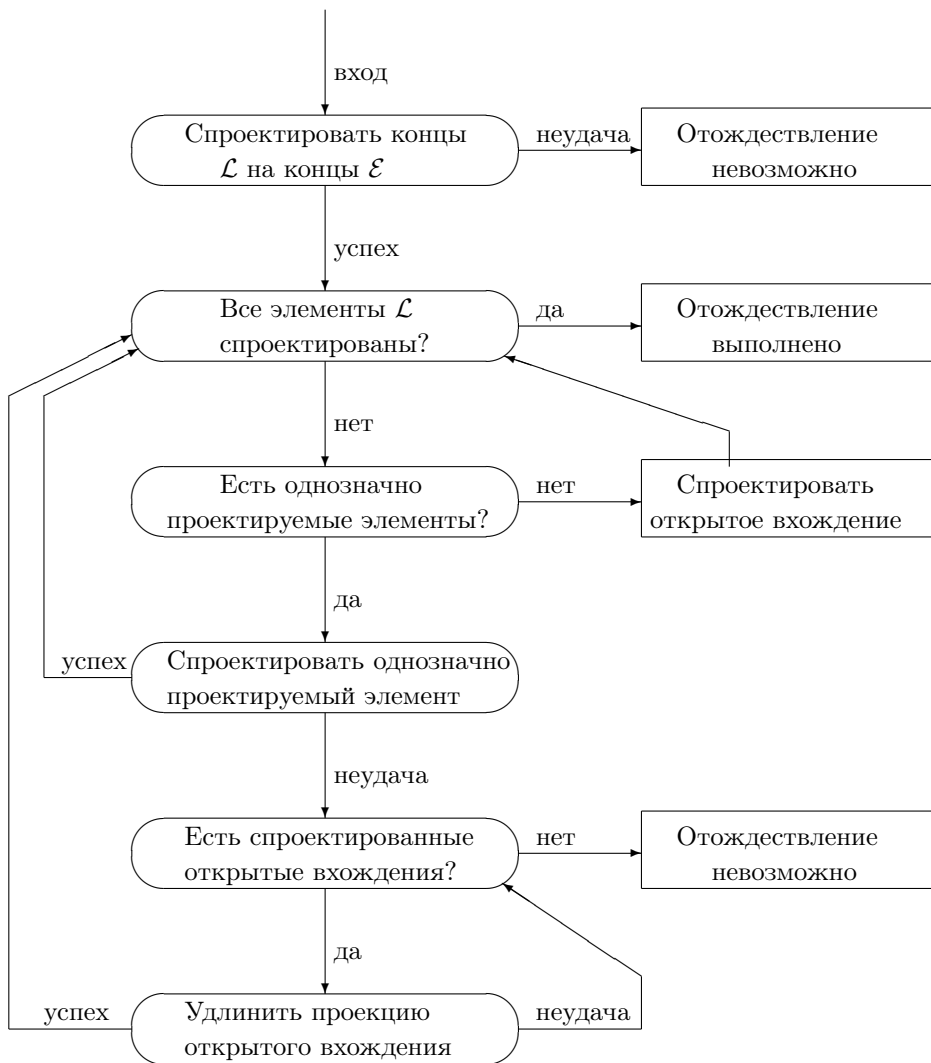 вход
Спроектировать концы
ℒ на концы ℰ
неудача
Отождествление
невозможно
успех
Все элементы ℒ
спроектированы?
да
Отождествление
выполнено
нет
Есть однозначно
проектируемые элементы?
нет
Спроектировать
открытое вхождение
да
успех
Спроектировать однозначно
проектируемый элемент
неудача
Есть спроектированные
открытые вхождения?
нет
Отождествление
невозможно
да
успех
Удлинить проекцию
открытого вхождения
неудача